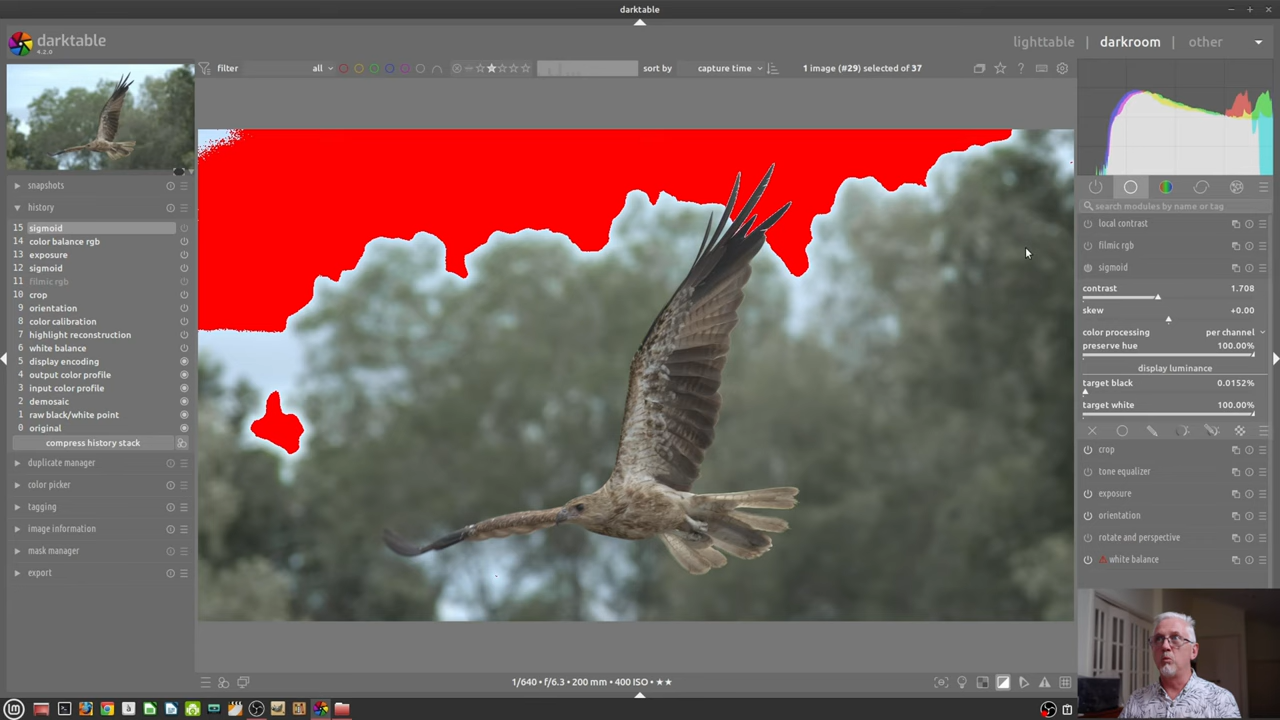 darktable
darktable
4.2.0
lighttable | darkroom | other
filter
all
sort by
capture time
1 image (#29) selected of 37
snapshots
history
15 sigmoid
14 color balance rgb
13 exposure
12 sigmoid
11 filmic rgb
10 crop
9 orientation
8 color calibration
7 highlight reconstruction
6 white balance
5 display encoding
4 output color profile
3 input color profile
2 demosaic
1 raw black/white point
0 original
compress history stack
duplicate manager
color picker
tagging
image information
mask manager
export
search modules by name or tag
local contrast
filmic rgb
sigmoid
contrast 1.708
skew +0.00
color processing per channel
preserve hue 100.00%
display luminance
target black 0.0152%
target white 100.00%
crop
tone equalizer
exposure
orientation
rotate and perspective
white balance
1/640 • f/6.3 • 200 mm • 400 ISO • ★★